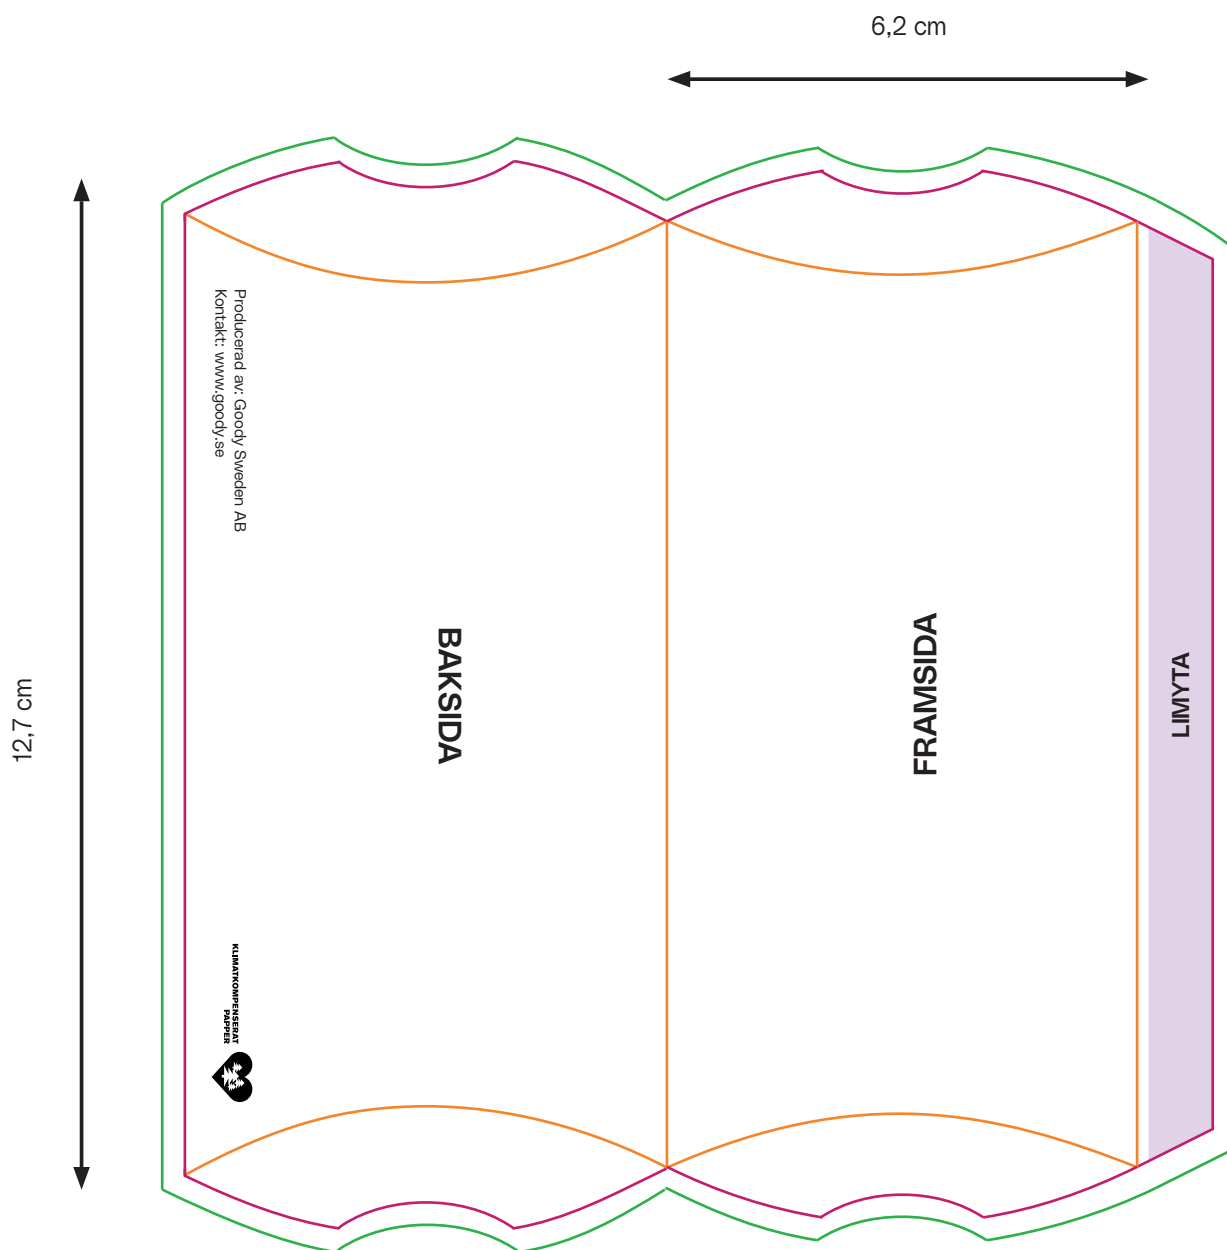 6,2 cm
12,7 cm
Producerad av: Goody Sweden AB
Kontakt: www.goody.se
BAKSIDA
FRAMSIDA
LIMYTA
KLIMATKOMPENSERAT
PAPPER